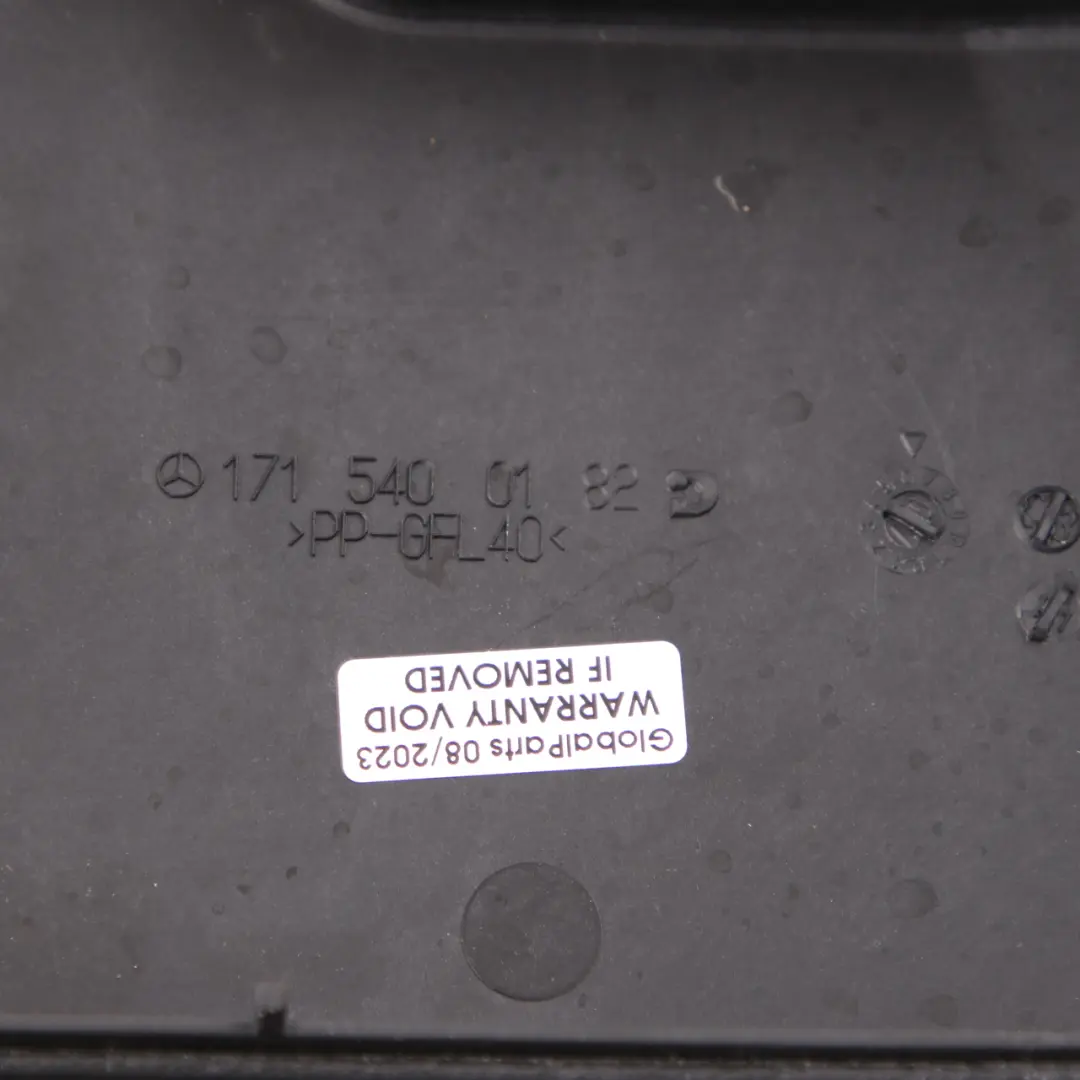 171 540 01 82
>PP-GFL40<
GlobalParts 08/2023
WARRANTY VOID
IF REMOVED